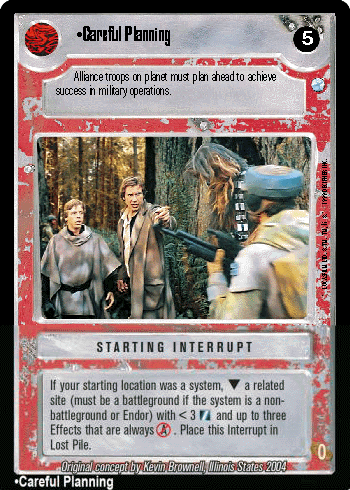 •Careful Planning
5
Alliance troops on planet must plan ahead to achieve
success in military operations.
STARTING INTERRUPT
If your starting location was a system, ▼ a related
site (must be a battleground if the system is a non-
battleground or Endor) with < 3 and up to three
Effects that are always A. Place this Interrupt in
Lost Pile.
0
Original concept by Kevin Brownell, Illinois States 2004
•Careful Planning